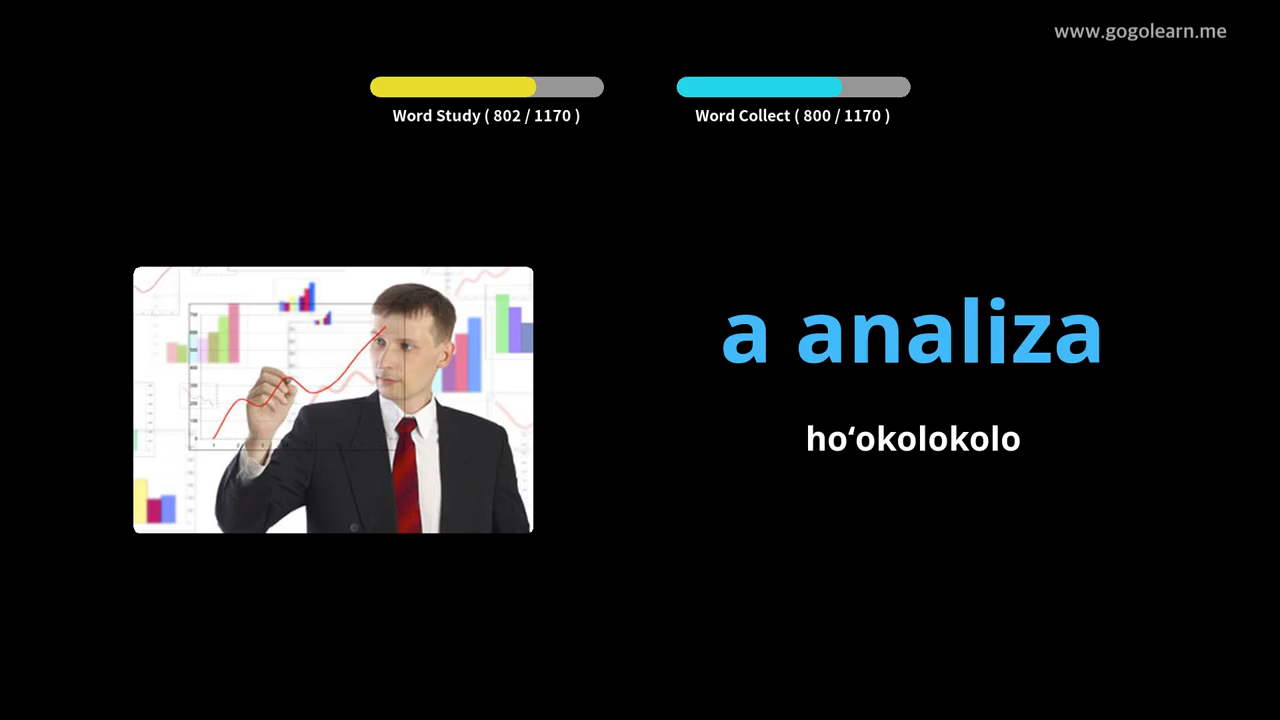 www.gogolearn.me
Word Study ( 802 / 1170 )
Word Collect ( 800 / 1170 )
a analiza
hoʻokolokolo